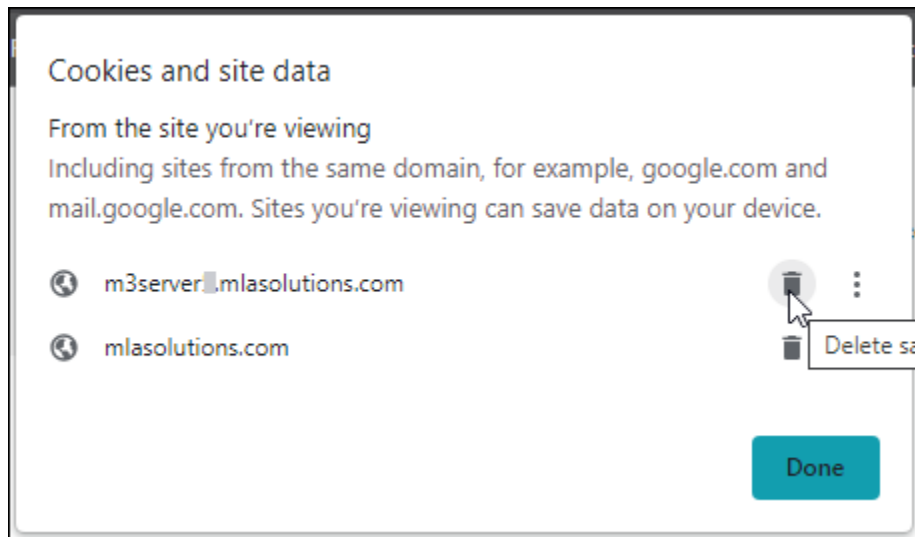 Cookies and site data
From the site you're viewing
Including sites from the same domain, for example, google.com and
mail.google.com. Sites you're viewing can save data on your device.
m3server .mlasolutions.com
mlasolutions.com
Delete
Done